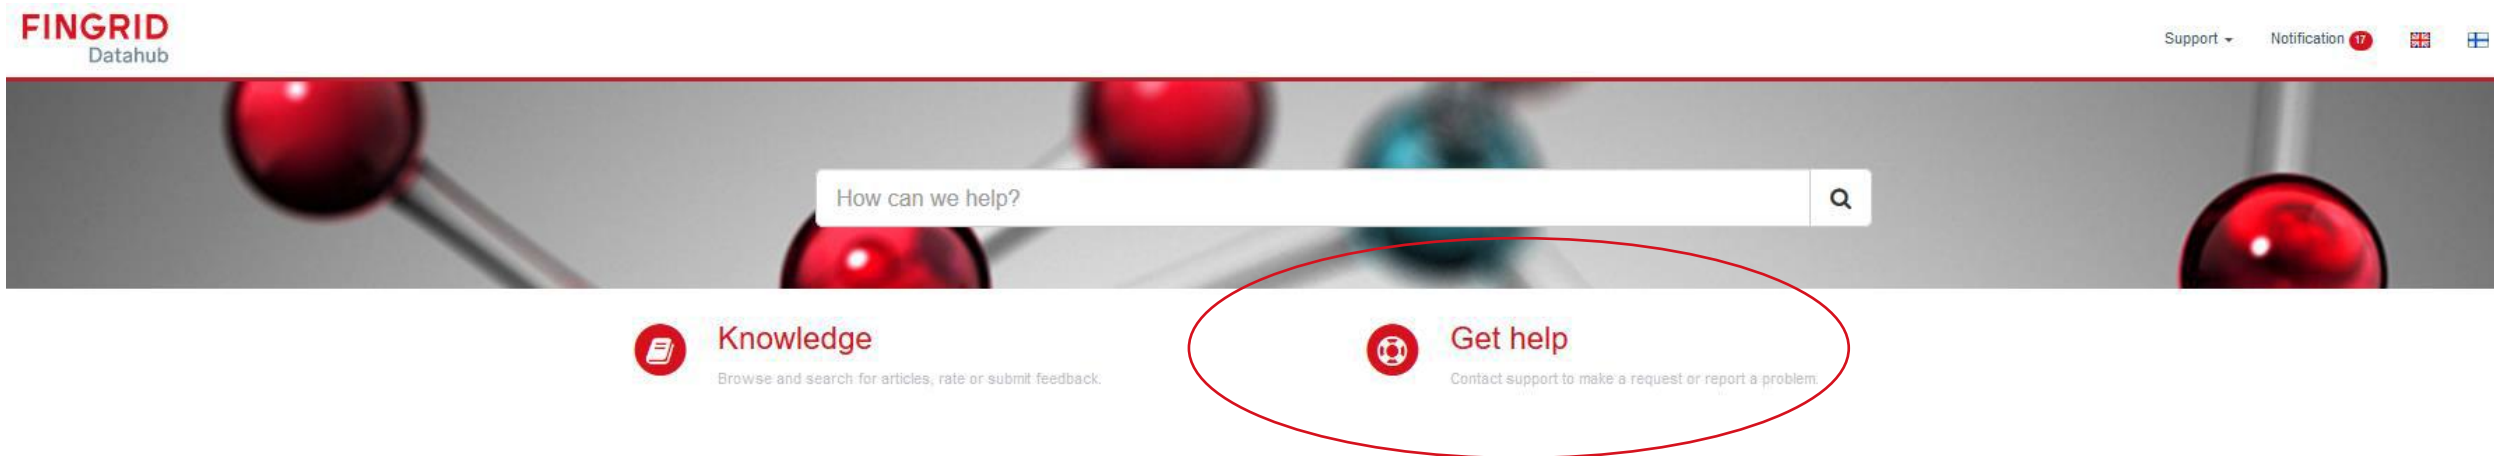 FINGRID
Datahub
Support
Notification 17
How can we help?
Knowledge
Browse and search for articles, rate or submit feedback.
Get help
Contact support to make a request or report a problem.